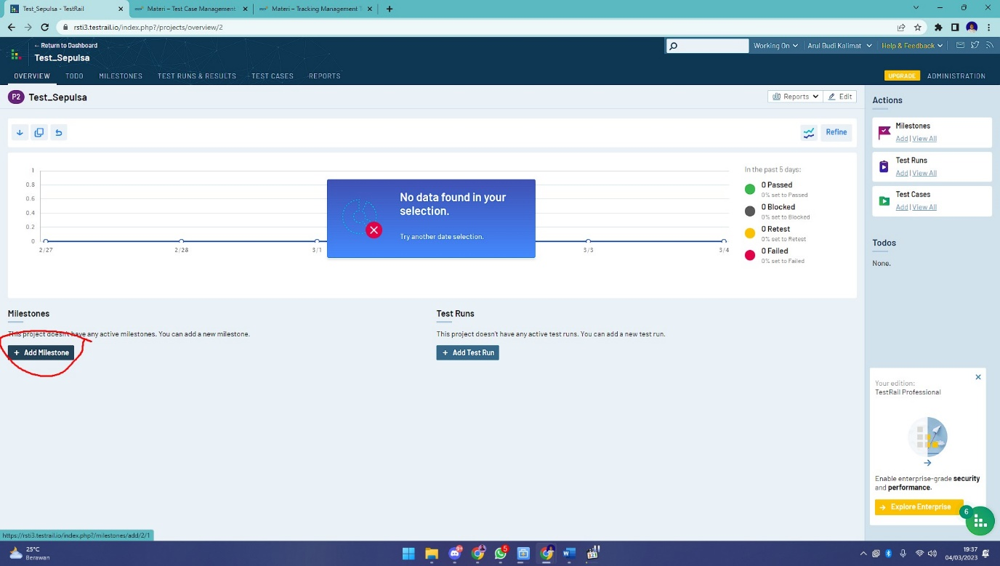 Test_Sepulsa - TestRail
Materi – Test Case Management
Materi – Tracking Management T
rsti3.testrail.io/index.php?/projects/overview/2
← Return to Dashboard
Test_Sepulsa
Working On
Arul Budi Kalimat
Help & Feedback
OVERVIEW
TODO
MILESTONES
TEST RUNS & RESULTS
TEST CASES
REPORTS
UPGRADE
ADMINISTRATION
P2 Test_Sepulsa
Reports
Edit
Refine
1
0.8
0.6
0.4
0.2
0
2/27
2/28
3/1
3/3
3/4
No data found in your
selection.
Try another date selection.
In the past 5 days:
0 Passed
0% set to Passed
0 Blocked
0% set to Blocked
0 Retest
0% set to Retest
0 Failed
0% set to Failed
Milestones
This project doesn't have any active milestones. You can add a new milestone.
+ Add Milestone
Test Runs
This project doesn't have any active test runs. You can add a new test run.
+ Add Test Run
Actions
Milestones
Add | View All
Test Runs
Add | View All
Test Cases
Add | View All
Todos
None.
Your edition:
TestRail Professional
Enable enterprise-grade security
and performance.
→ Explore Enterprise
6
https://rsti3.testrail.io/index.php?/milestones/add/2/1
25°C
Berawan
9+
5
19:37
04/03/2023